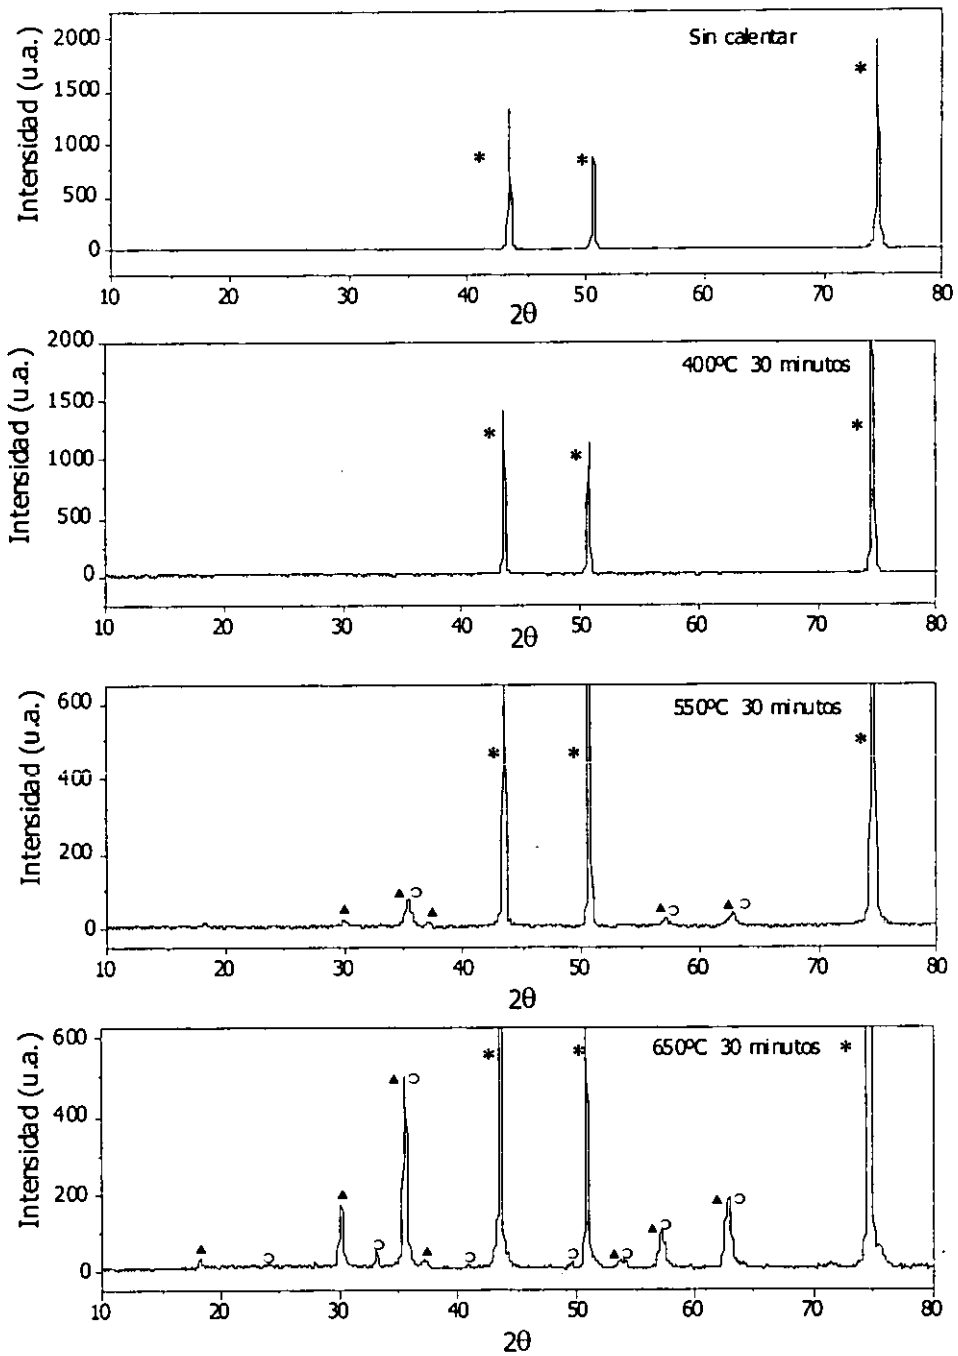 Sin calentar
Intensidad (u.a.)
2000
1500
1000
500
0
10 20 30 40 50 60 70 80
2θ
400ºC 30 minutos
Intensidad (u.a.)
2000
1500
1000
500
0
10 20 30 40 50 60 70 80
2θ
550ºC 30 minutos
Intensidad (u.a.)
600
400
200
0
10 20 30 40 50 60 70 80
2θ
650ºC 30 minutos
Intensidad (u.a.)
600
400
200
0
10 20 30 40 50 60 70 80
2θ